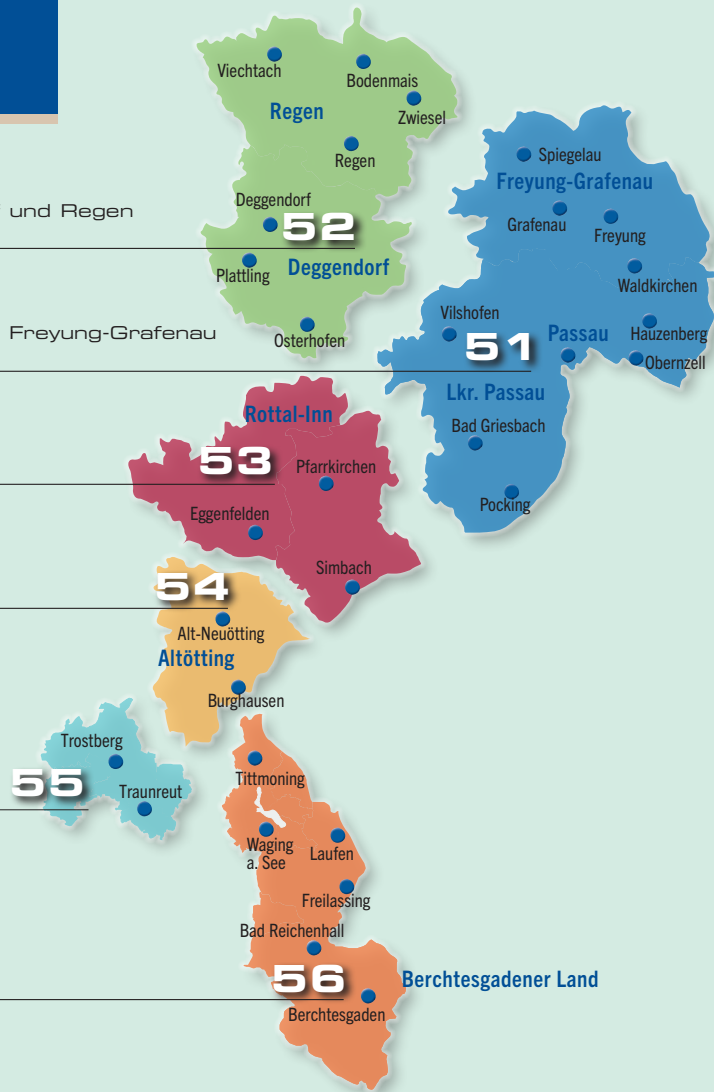 Viechtach
Bodenmais
Regen
Zwiesel
Regen
Spiegelau
Freyung-Grafenau
und Regen
Deggendorf
52
Grafenau
Freyung
Plattling
Deggendorf
Waldkirchen
Freyung-Grafenau
Osterhofen
Vilshofen
51
Passau
Hauzenberg
Obernzell
Lkr. Passau
Rottal-Inn
Bad Griesbach
53
Pfarrkirchen
Pocking
Eggenfelden
Simbach
54
Alt-Neuötting
Altötting
Burghausen
Trostberg
55
Traunreut
Tittmoning
Waging
a. See
Laufen
Freilassing
Bad Reichenhall
56
Berchtesgadener Land
Berchtesgaden